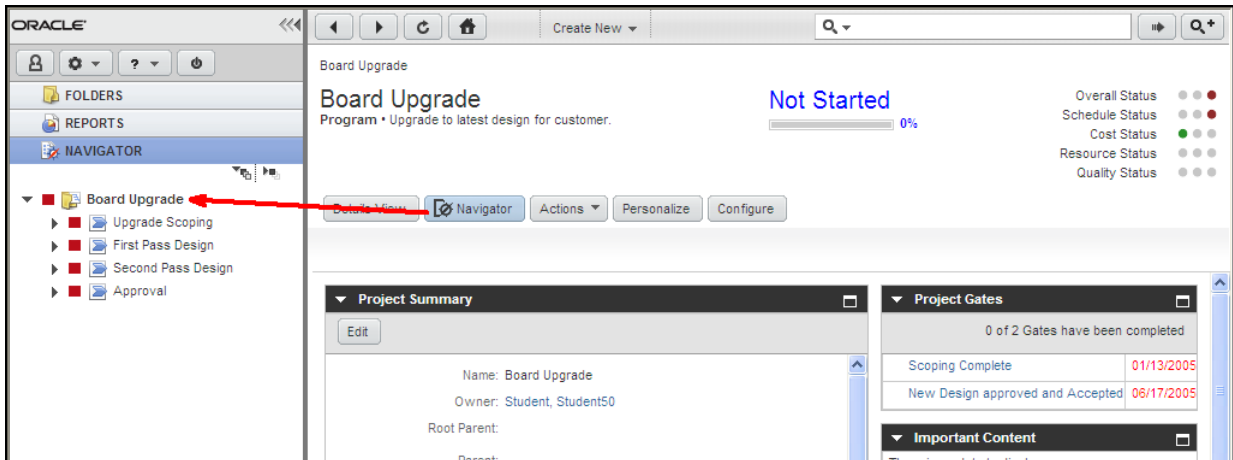 ORACLE
Create New
?
FOLDERS
REPORTS
NAVIGATOR
Board Upgrade
Upgrade Scoping
First Pass Design
Second Pass Design
Approval
Board Upgrade
Board Upgrade
Program • Upgrade to latest design for customer.
Not Started
0%
Overall Status
Schedule Status
Cost Status
Resource Status
Quality Status
Details View
Navigator
Actions
Personalize
Configure
Project Summary
Edit
Name: Board Upgrade
Owner: Student, Student50
Root Parent:
Parent:
Project Gates
0 of 2 Gates have been completed
Scoping Complete 01/13/2005
New Design approved and Accepted 06/17/2005
Important Content